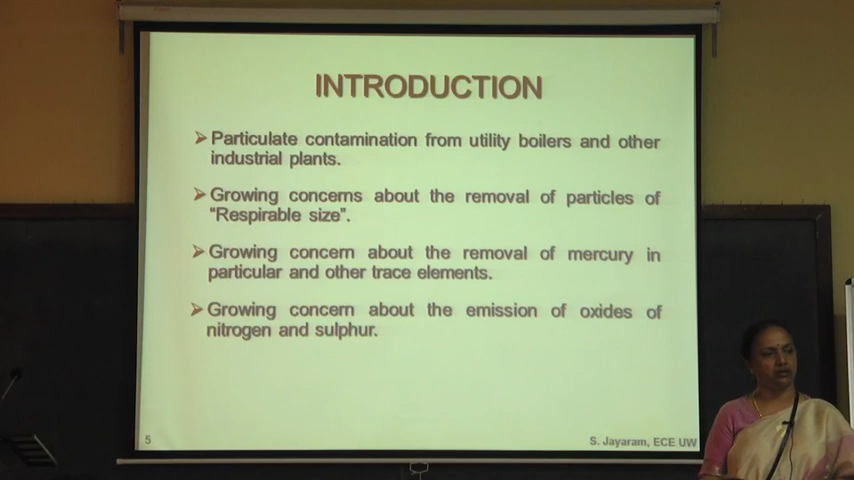 INTRODUCTION
Particulate contamination from utility boilers and other
industrial plants.
Growing concerns about the removal of particles of
“Respirable size”.
Growing concern about the removal of mercury in
particular and other trace elements.
Growing concern about the emission of oxides of
nitrogen and sulphur.
5
S. Jayaram, ECE UW